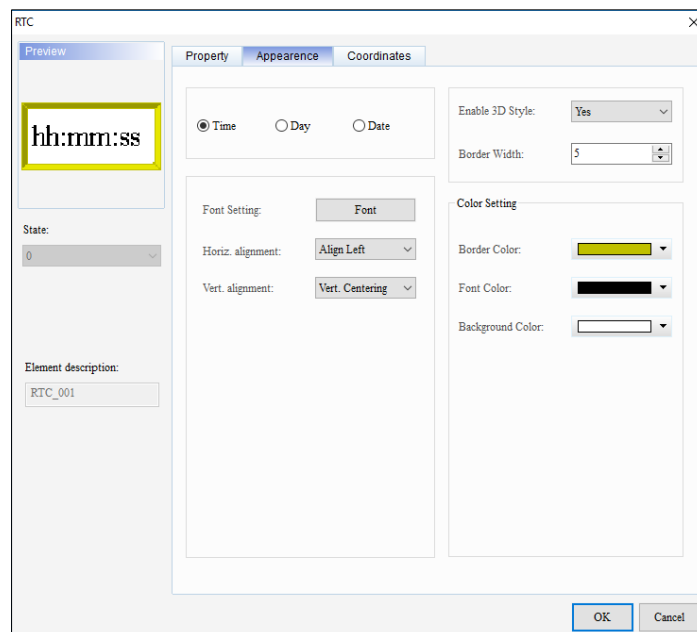 RTC
Preview
hh:mm:ss
State:
0
Element description:
RTC_001
Property
Appearence
Coordinates
Time
Day
Date
Font Setting:
Font
Horiz. alignment:
Align Left
Vert. alignment:
Vert. Centering
Enable 3D Style:
Yes
Border Width:
5
Color Setting
Border Color:
Font Color:
Background Color:
OK
Cancel